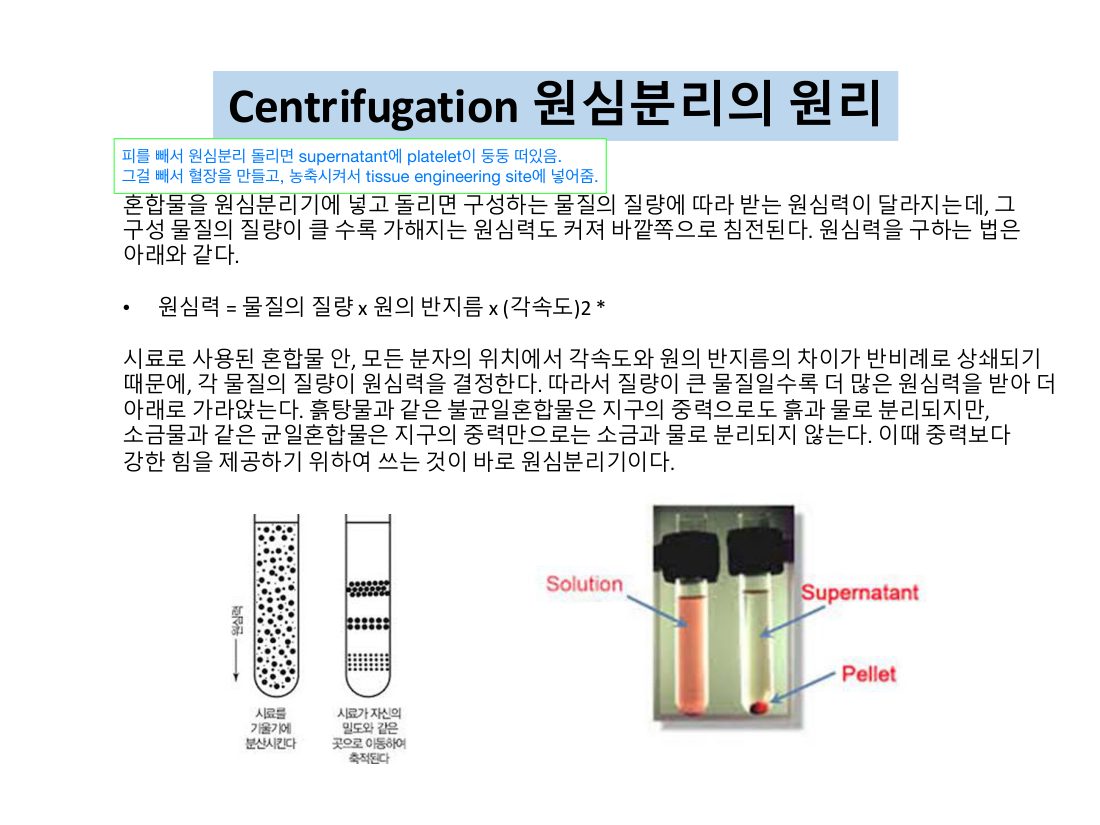 Centrifugation 원심분리의 원리
피를 빼서 원심분리 돌리면 supernatant에 platelet이 둥둥 떠있음.
그걸 빼서 혈장을 만들고, 농축시켜서 tissue engineering site에 넣어줌.
혼합물을 원심분리기에 넣고 돌리면 구성하는 물질의 질량에 따라 받는 원심력이 달라지는데, 그
구성 물질의 질량이 클 수록 가해지는 원심력도 커져 바깥쪽으로 침전된다. 원심력을 구하는 법은
아래와 같다.
• 원심력 = 물질의 질량 x 원의 반지름 x (각속도)2 *
시료로 사용된 혼합물 안, 모든 분자의 위치에서 각속도와 원의 반지름의 차이가 반비례로 상쇄되기
때문에, 각 물질의 질량이 원심력을 결정한다. 따라서 질량이 큰 물질일수록 더 많은 원심력을 받아 더
아래로 가라앉는다. 흙탕물과 같은 불균일혼합물은 지구의 중력으로도 흙과 물로 분리되지만,
소금물과 같은 균일혼합물은 지구의 중력만으로는 소금과 물로 분리되지 않는다. 이때 중력보다
강한 힘을 제공하기 위하여 쓰는 것이 바로 원심분리기이다.
원심력
시료를
기울기에
분산시킨다
시료가 자신의
밀도와 같은
곳으로 이동하여
축적된다
Solution
Supernatant
Pellet